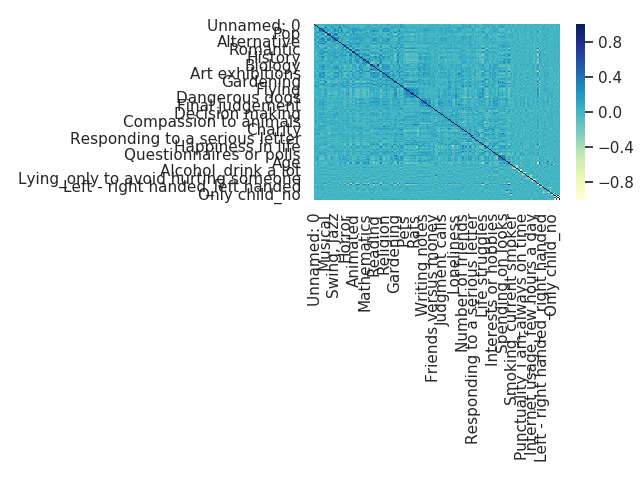 Unnamed: 0
Pop
Alternative
Romantic
History
Biology
Art exhibitions
Gardening
Flying
Dangerous dogs
Final judgement
Decision making
Compassion to animals
Charity
Responding to a serious letter
Happiness in life
Questionnaires or polls
Age
Alcohol_drink a lot
Lying_only to avoid hurting someone
Left - right handed_left handed
Only child_no
0.8
0.4
0.0
−0.4
−0.8
Unnamed: 0
Musical
Swing, Jazz
Horror
Animated
Mathematics
Reading
Religion
Gardening
Pets
Rats
Writing notes
Friends versus money
Judgment calls
Loneliness
Number of friends
Responding to a serious letter
Life struggles
Interests or hobbies
Spending on looks
Smoking_current smoker
Punctuality_i am always on time
Internet usage_few hours a day
Left - right handed_right handed
Only child_no